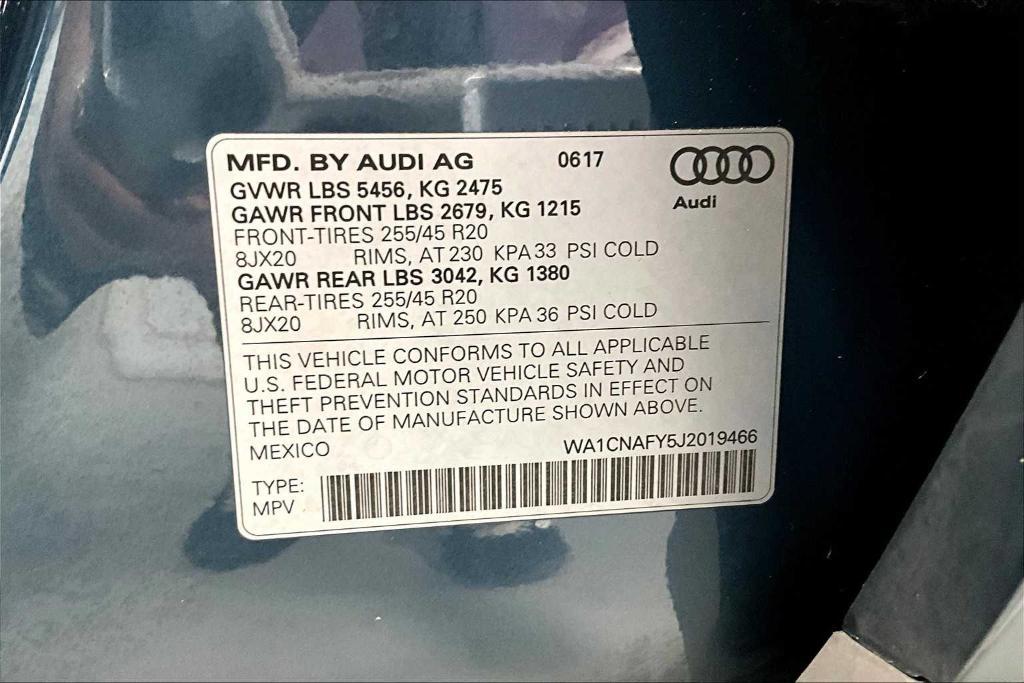 MFD. BY AUDI AG 0617
GVWR LBS 5456, KG 2475
GAWR FRONT LBS 2679, KG 1215
Audi
FRONT-TIRES 255/45 R20
8JX20 RIMS, AT 230 KPA 33 PSI COLD
GAWR REAR LBS 3042, KG 1380
REAR-TIRES 255/45 R20
8JX20 RIMS, AT 250 KPA 36 PSI COLD
THIS VEHICLE CONFORMS TO ALL APPLICABLE
U.S. FEDERAL MOTOR VEHICLE SAFETY AND
THEFT PREVENTION STANDARDS IN EFFECT ON
THE DATE OF MANUFACTURE SHOWN ABOVE.
MEXICO WA1CNAFY5J2019466
TYPE:
MPV